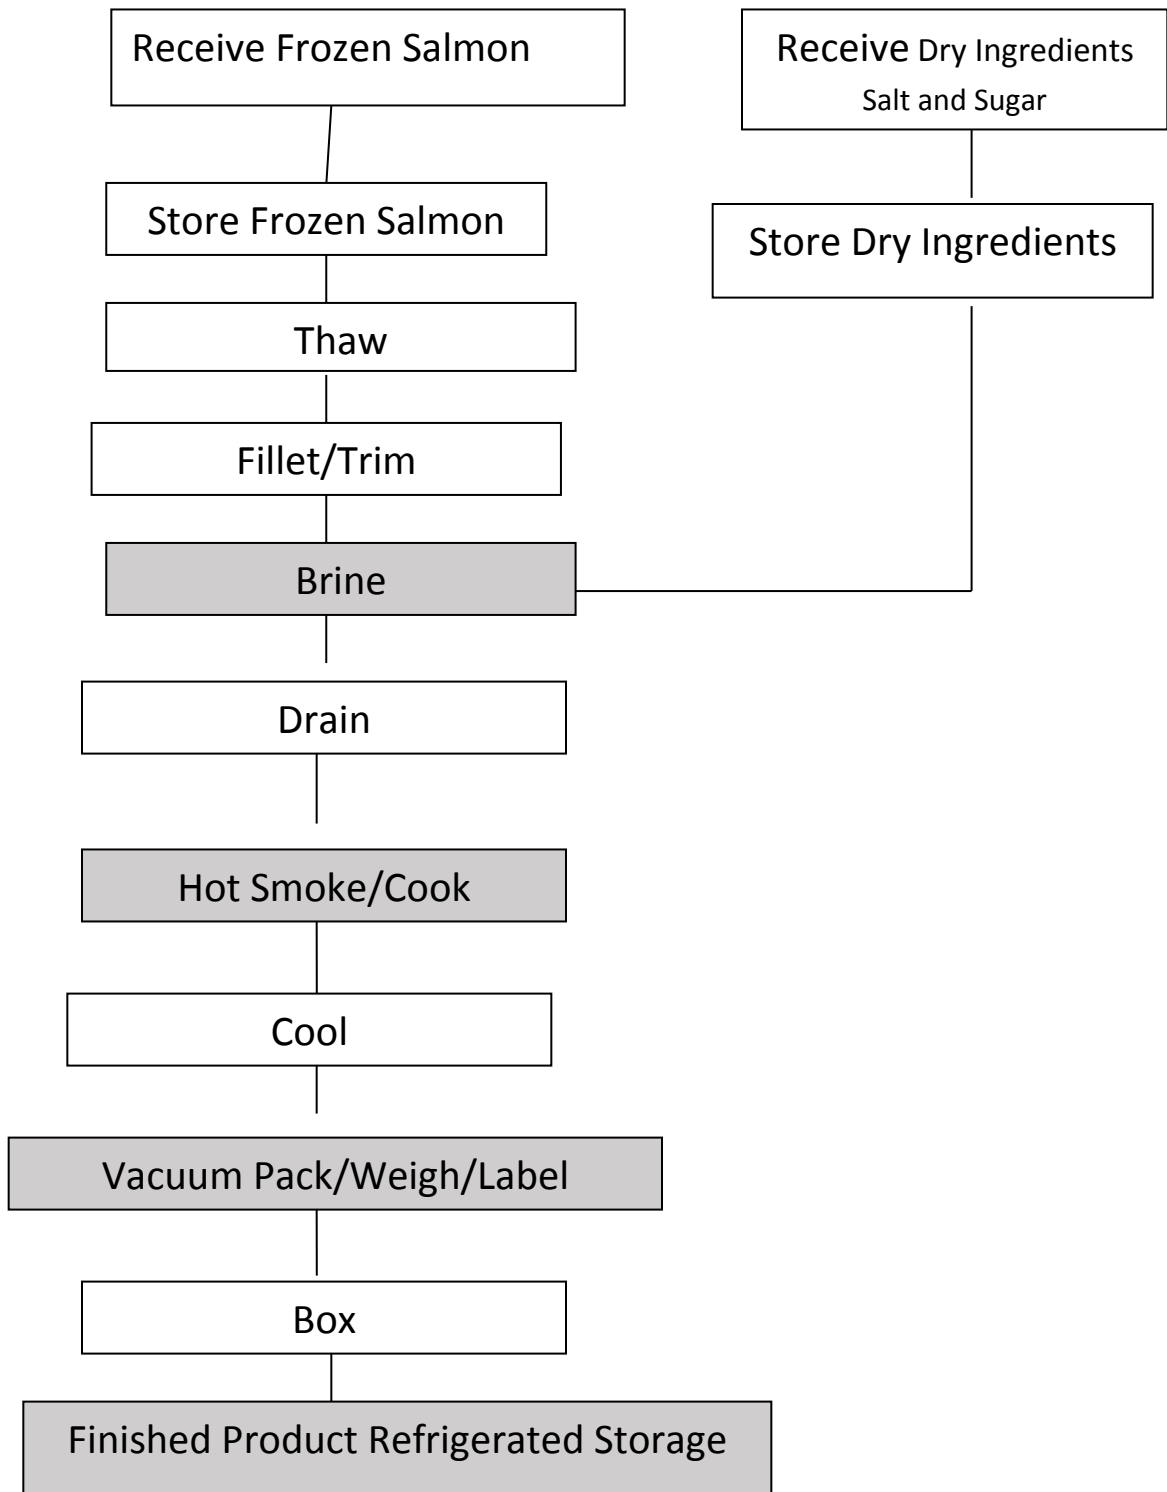 Receive Frozen Salmon
Receive Dry Ingredients
Salt and Sugar
Store Frozen Salmon
Store Dry Ingredients
Thaw
Fillet/Trim
Brine
Drain
Hot Smoke/Cook
Cool
Vacuum Pack/Weigh/Label
Box
Finished Product Refrigerated Storage